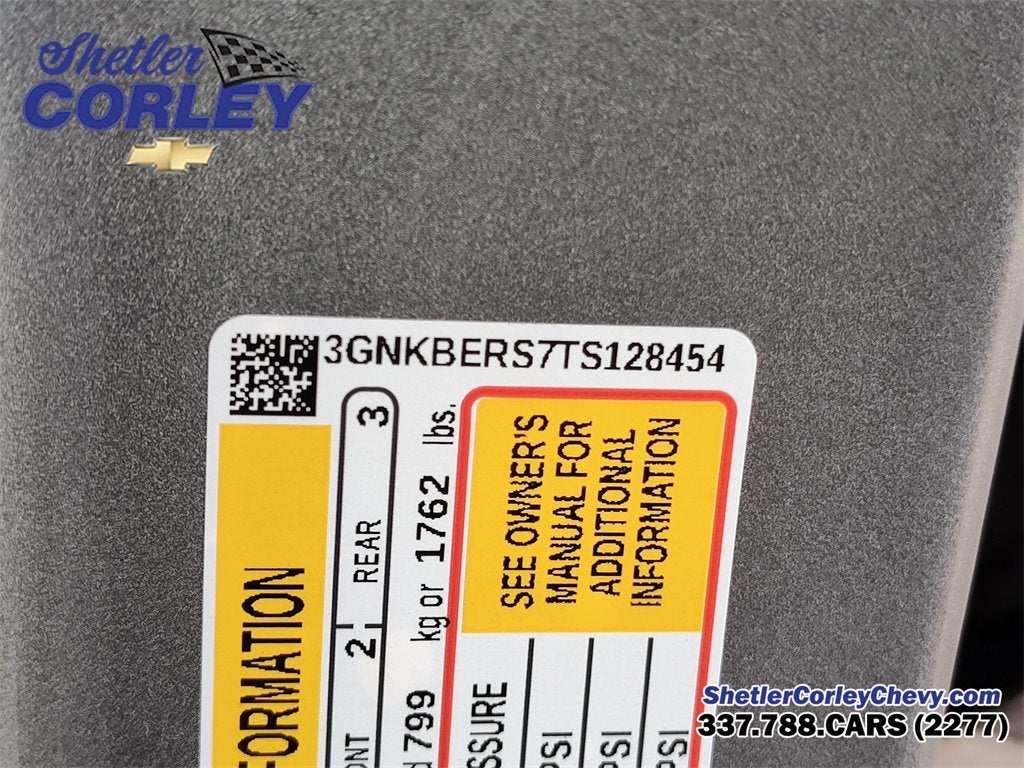 Shetler
CORLEY
3GNKBERS7TS128454
SEE OWNER'S
MANUAL FOR
ADDITIONAL
INFORMATION
FORMATION
ONT 2 REAR 3
d 799 kg or 1762 lbs.
SSURE
PSI
PSI
PSI
ShetlerCorleyChevy.com
337.788.CARS (2277)